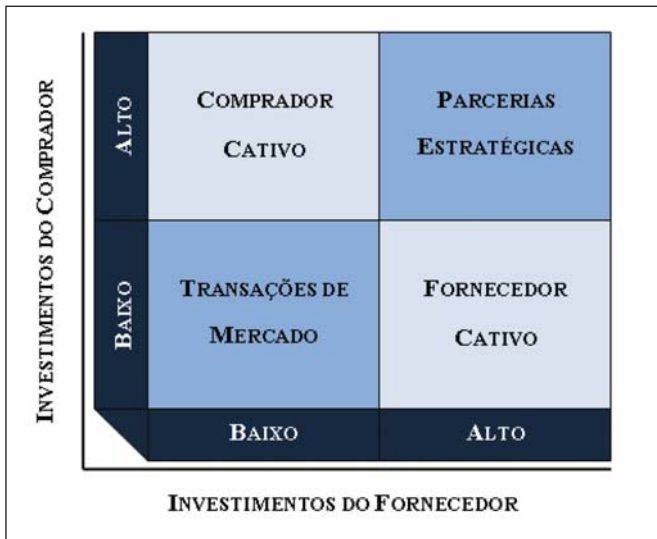 INVESTIMENTOS DO COMPRADOR
ALTO
COMPRADOR
CATIVO
PARCERIAS
ESTRATÉGICAS
BAIXO
TRANSAÇÕES DE
MERCADO
FORNECEDOR
CATIVO
BAIXO
ALTO
INVESTIMENTOS DO FORNECEDOR